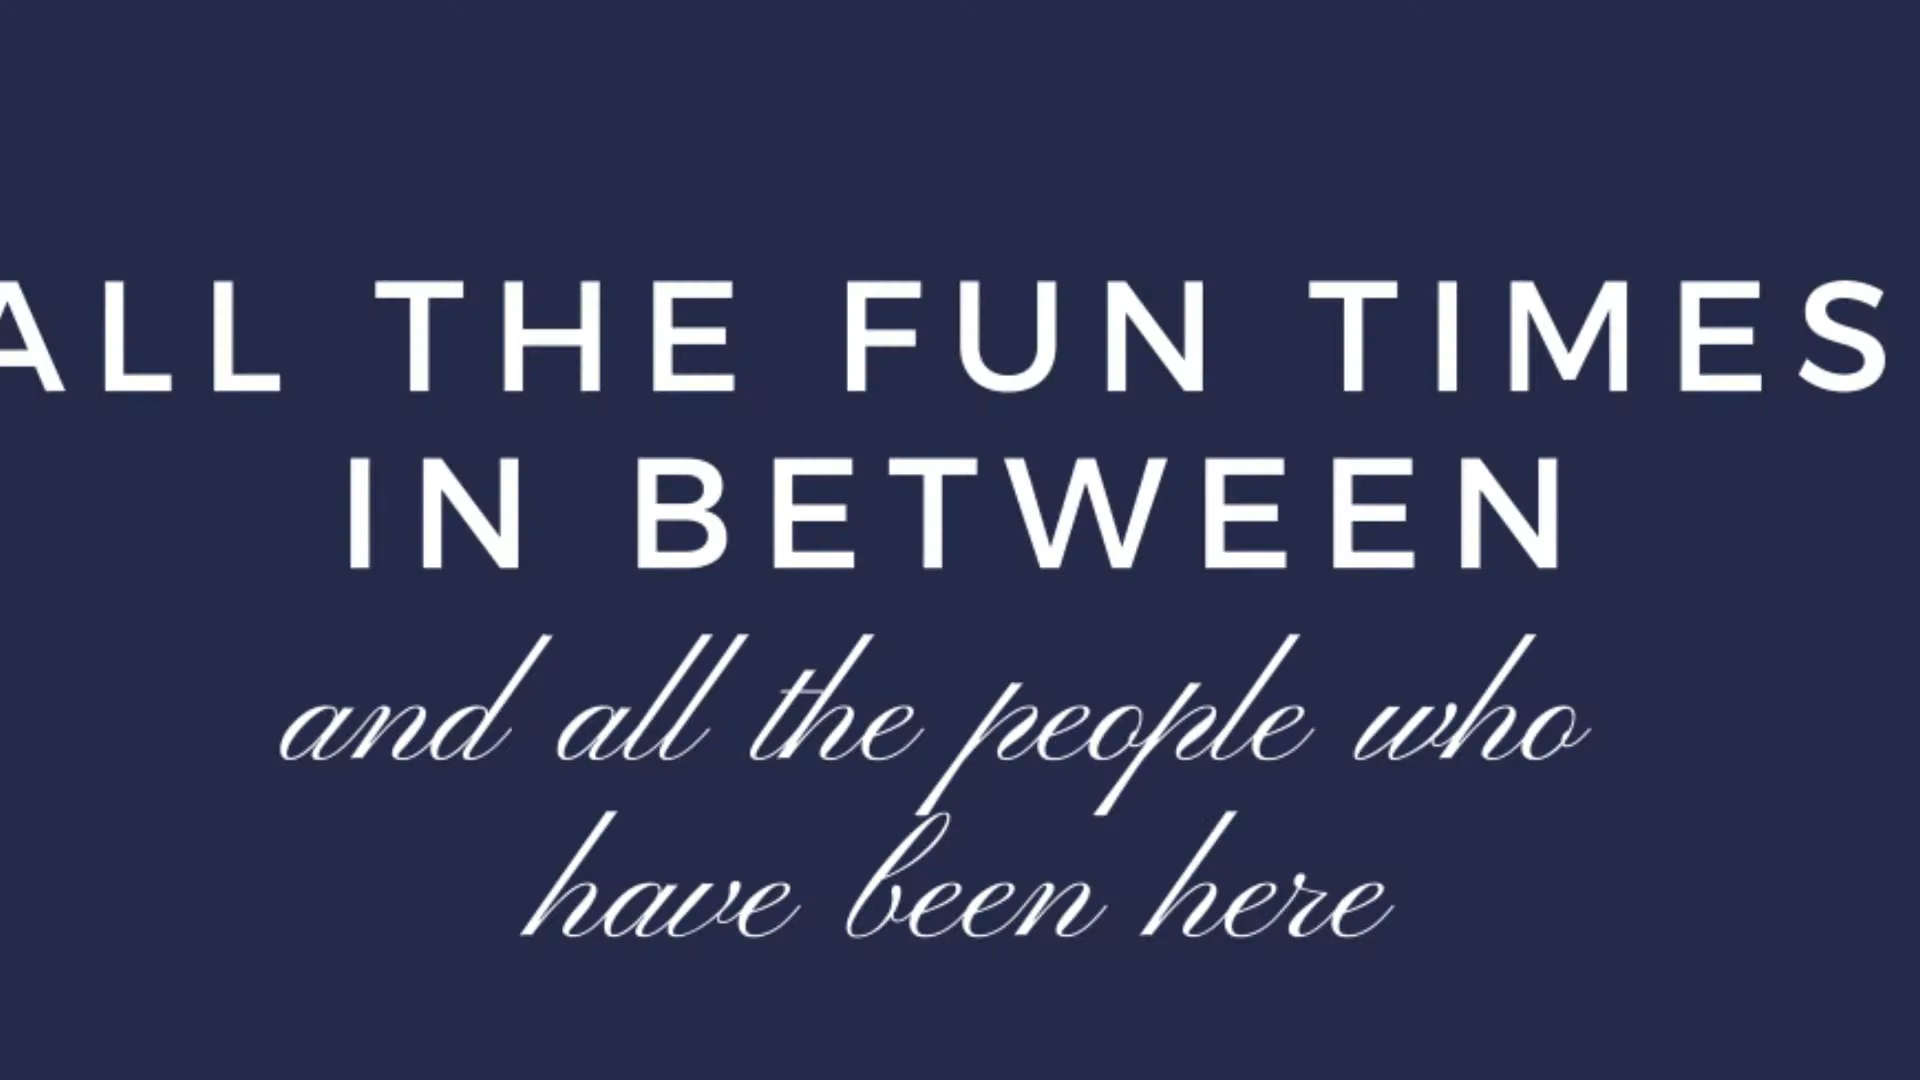 ALL THE FUN TIMES
IN BETWEEN
and all the people who
have been here